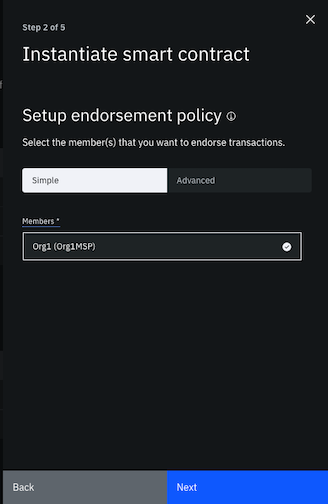 Step 2 of 5
Instantiate smart contract
Setup endorsement policy
Select the member(s) that you want to endorse transactions.
Simple
Advanced
Members *
Org1 (Org1MSP)
Back
Next